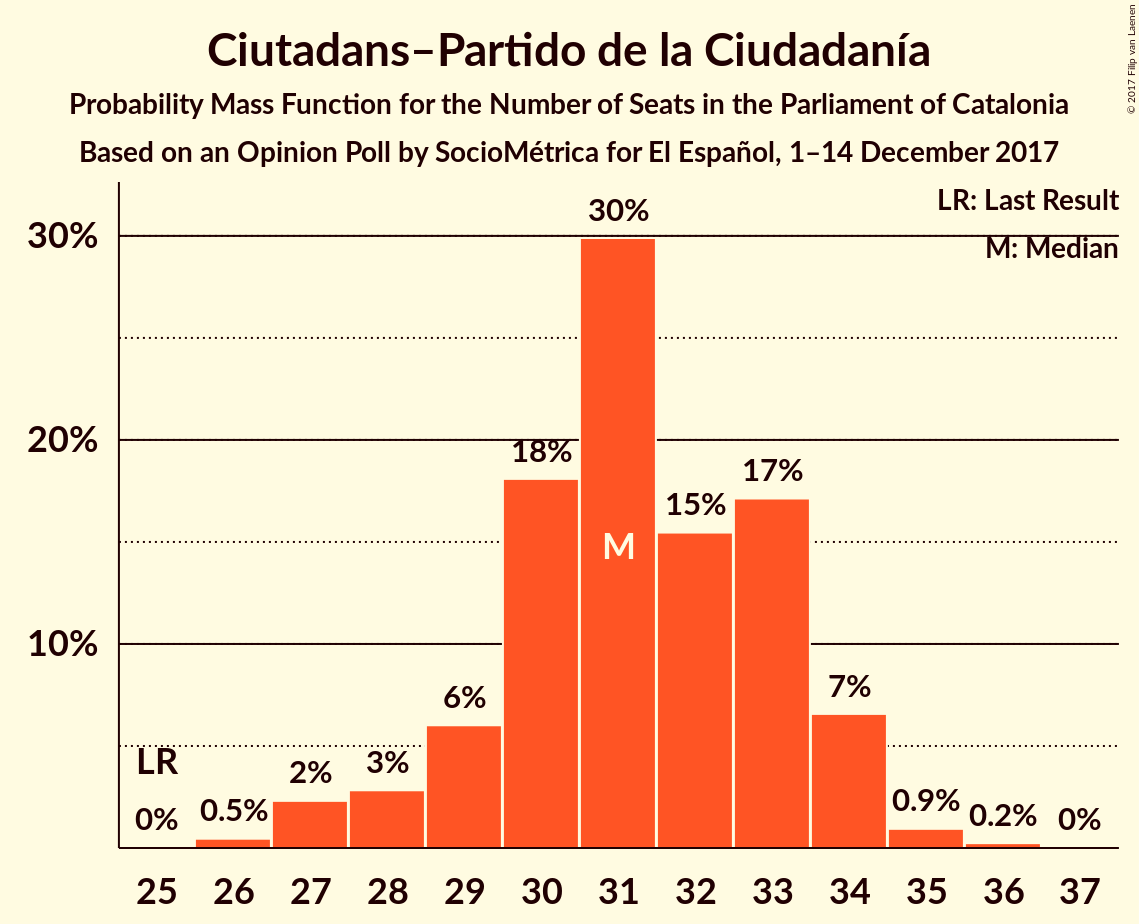 Ciutadans–Partido de la Ciudadanía
Probability Mass Function for the Number of Seats in the Parliament of Catalonia
Based on an Opinion Poll by SocioMétrica for El Español, 1–14 December 2017
© 2017 Filip van Laenen
LR: Last Result
M: Median
30%
20%
10%
LR
0%
0.5%
2%
3%
6%
18%
30%
M
15%
17%
7%
0.9%
0.2%
0%
25 26 27 28 29 30 31 32 33 34 35 36 37